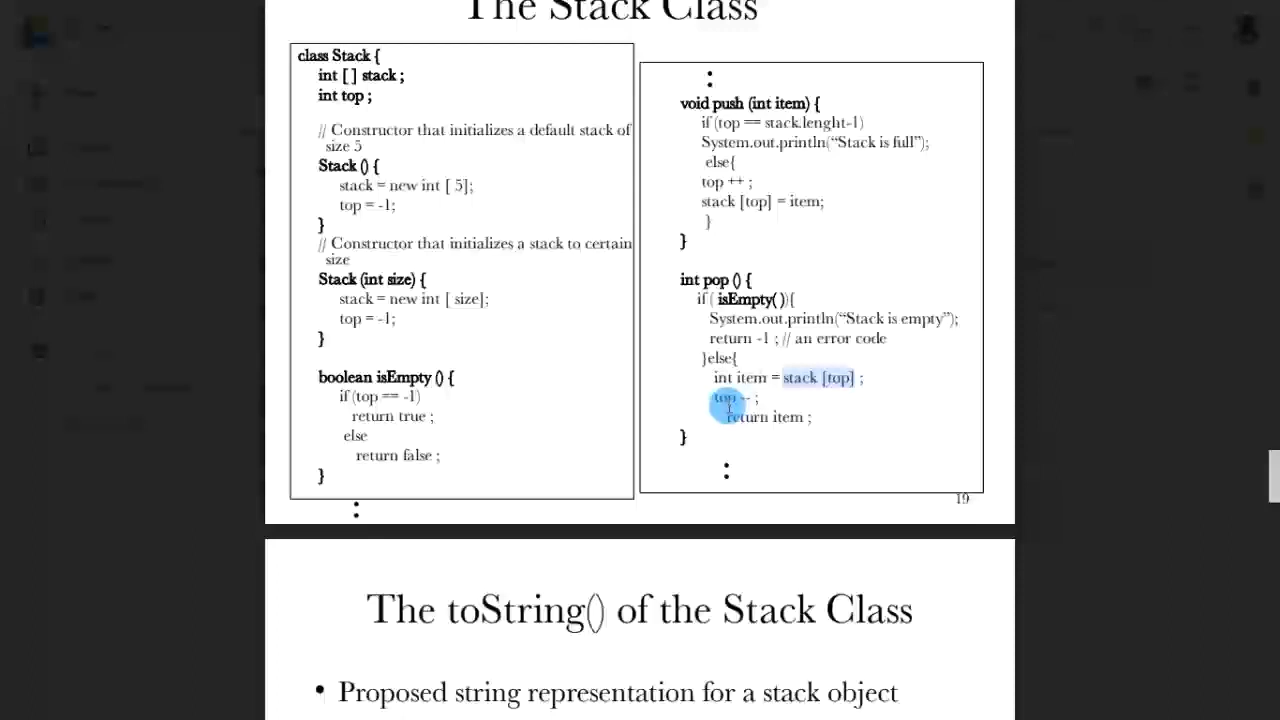 The Stack Class
class Stack {
int [ ] stack ;
int top ;
// Constructor that initializes a default stack of
size 5
Stack () {
stack = new int [ 5];
top = -1;
}
// Constructor that initializes a stack to certain
size
Stack (int size) {
stack = new int [ size];
top = -1;
}
boolean isEmpty () {
if (top == -1)
return true ;
else
return false ;
}
:
:
void push (int item) {
if (top == stack.lenght-1)
System.out.println(“Stack is full”);
else{
top ++ ;
stack [top] = item;
}
}
int pop () {
if ( isEmpty( )){
System.out.println(“Stack is empty”);
return -1 ; // an error code
}else{
int item = stack [top] ;
top -- ;
return item ;
}
:
19
The toString() of the Stack Class
• Proposed string representation for a stack object